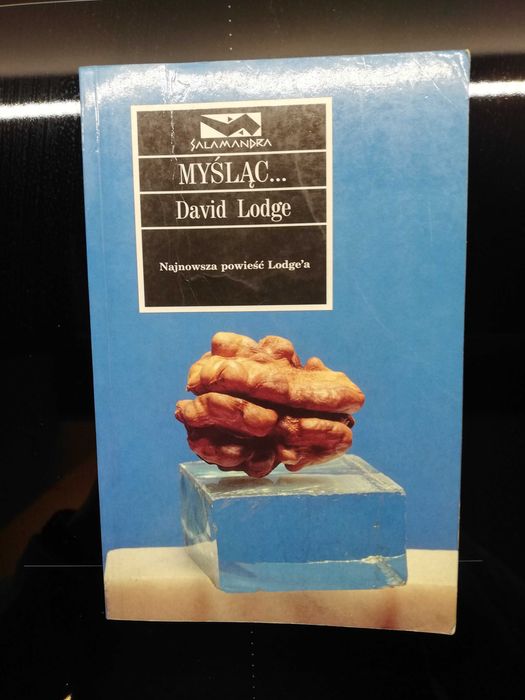 SALAMANDRA
MYŚLĄC...
David Lodge
Najnowsza powieść Lodge'a